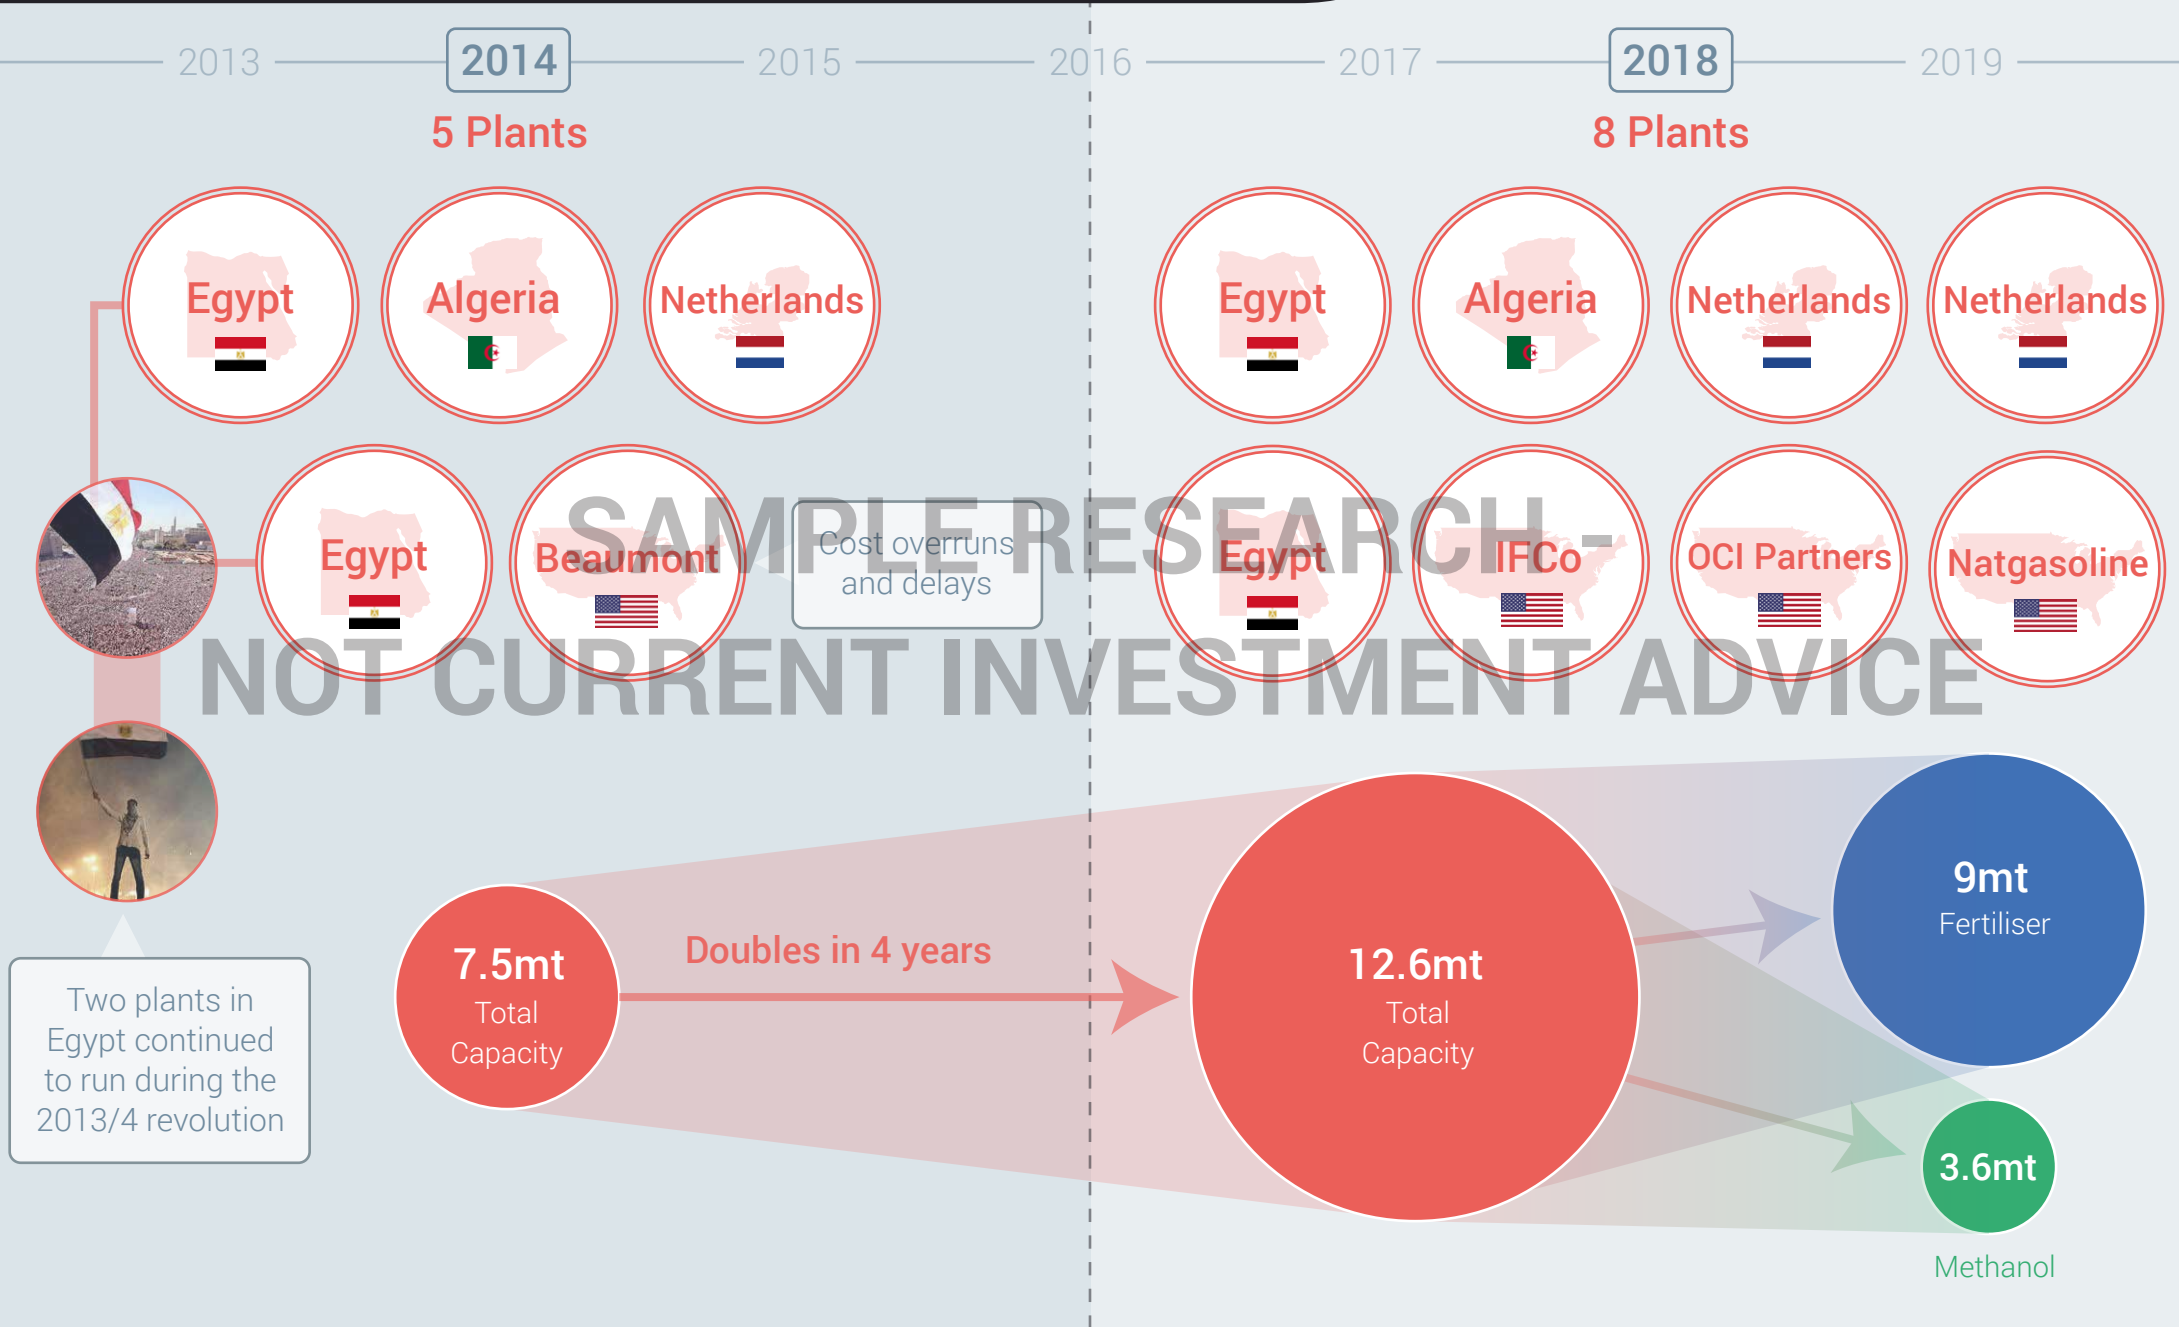 2013
2014
2015
2016
2017
2018
2019
5 Plants
8 Plants
Egypt
Algeria
Netherlands
Egypt
Algeria
Netherlands
Netherlands
Egypt
Beaumont
Cost overruns
and delays
Egypt
IFCo
OCI Partners
Natgasoline
SAMPLE RESEARCH -
NOT CURRENT INVESTMENT ADVICE
Two plants in
Egypt continued
to run during the
2013/4 revolution
7.5mt
Total
Capacity
Doubles in 4 years
12.6mt
Total
Capacity
9mt
Fertiliser
3.6mt
Methanol